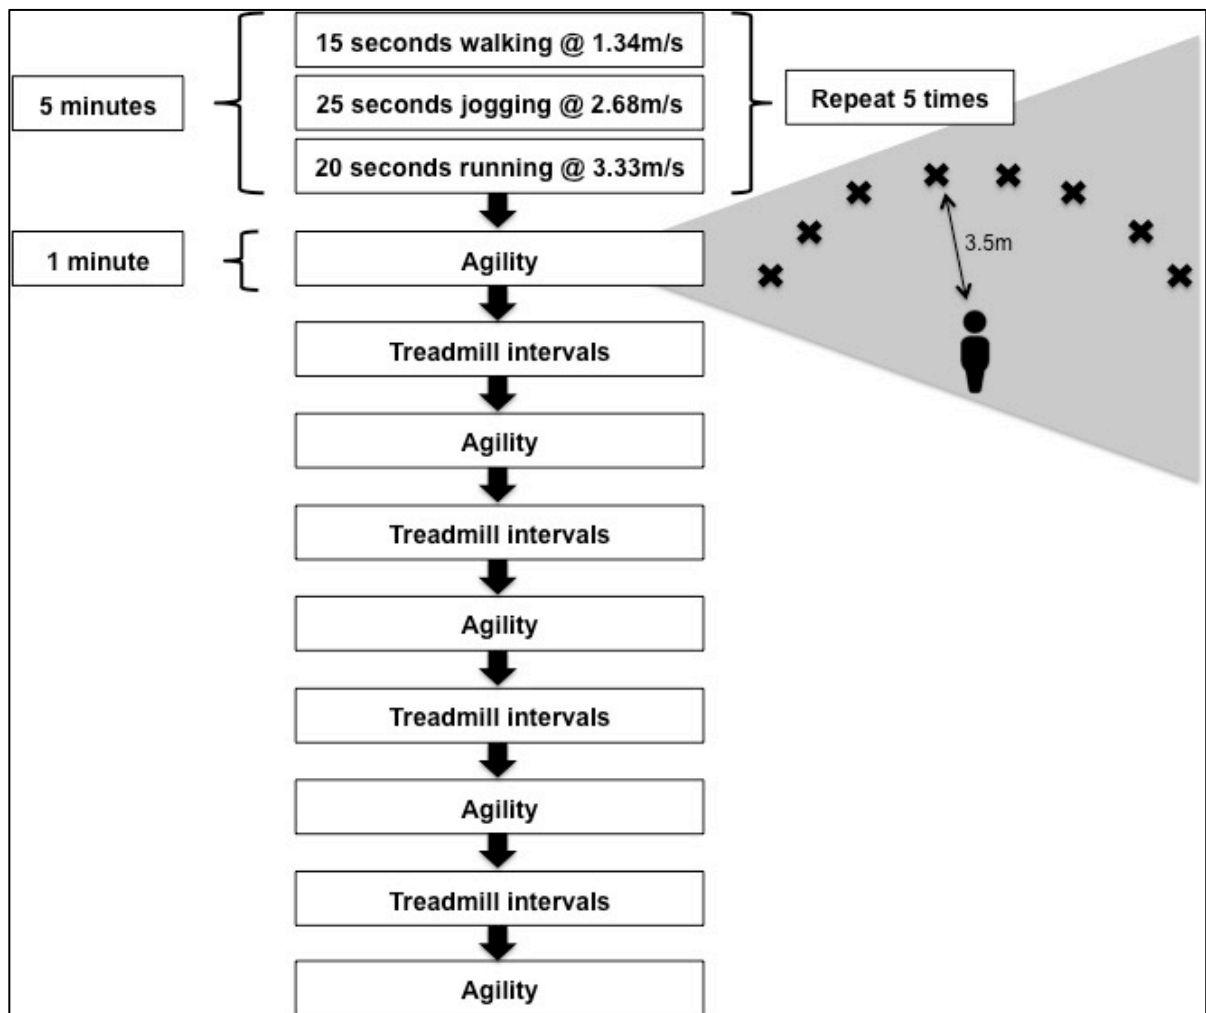 15 seconds walking @ 1.34m/s
5 minutes
25 seconds jogging @ 2.68m/s
Repeat 5 times
20 seconds running @ 3.33m/s
1 minute
Agility
3.5m
Treadmill intervals
Agility
Treadmill intervals
Agility
Treadmill intervals
Agility
Treadmill intervals
Agility